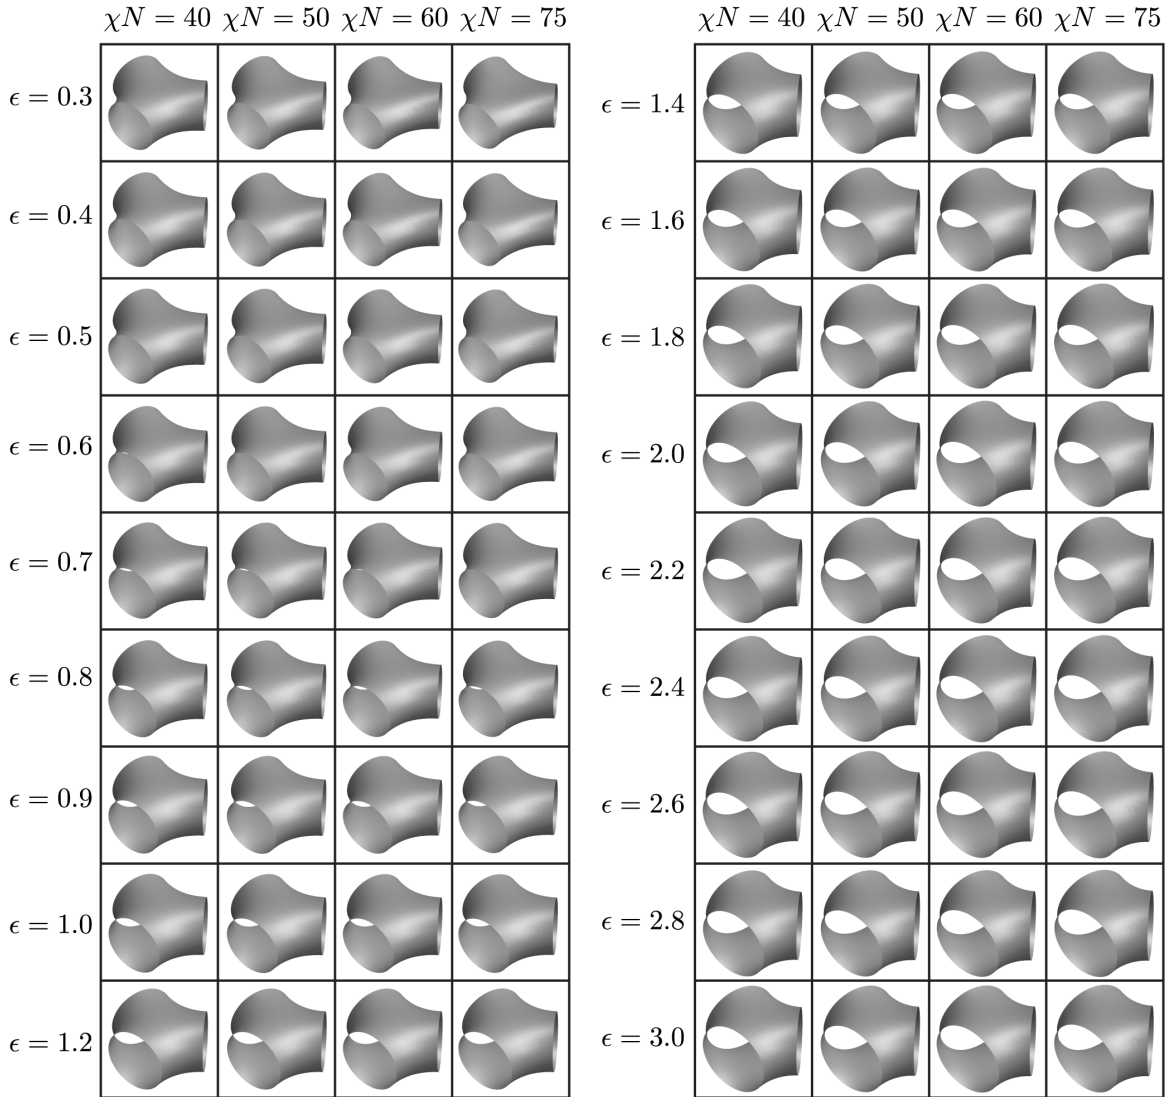 χN = 40 χN = 50 χN = 60 χN = 75
ϵ = 0.3
ϵ = 0.4
ϵ = 0.5
ϵ = 0.6
ϵ = 0.7
ϵ = 0.8
ϵ = 0.9
ϵ = 1.0
ϵ = 1.2
χN = 40 χN = 50 χN = 60 χN = 75
ϵ = 1.4
ϵ = 1.6
ϵ = 1.8
ϵ = 2.0
ϵ = 2.2
ϵ = 2.4
ϵ = 2.6
ϵ = 2.8
ϵ = 3.0